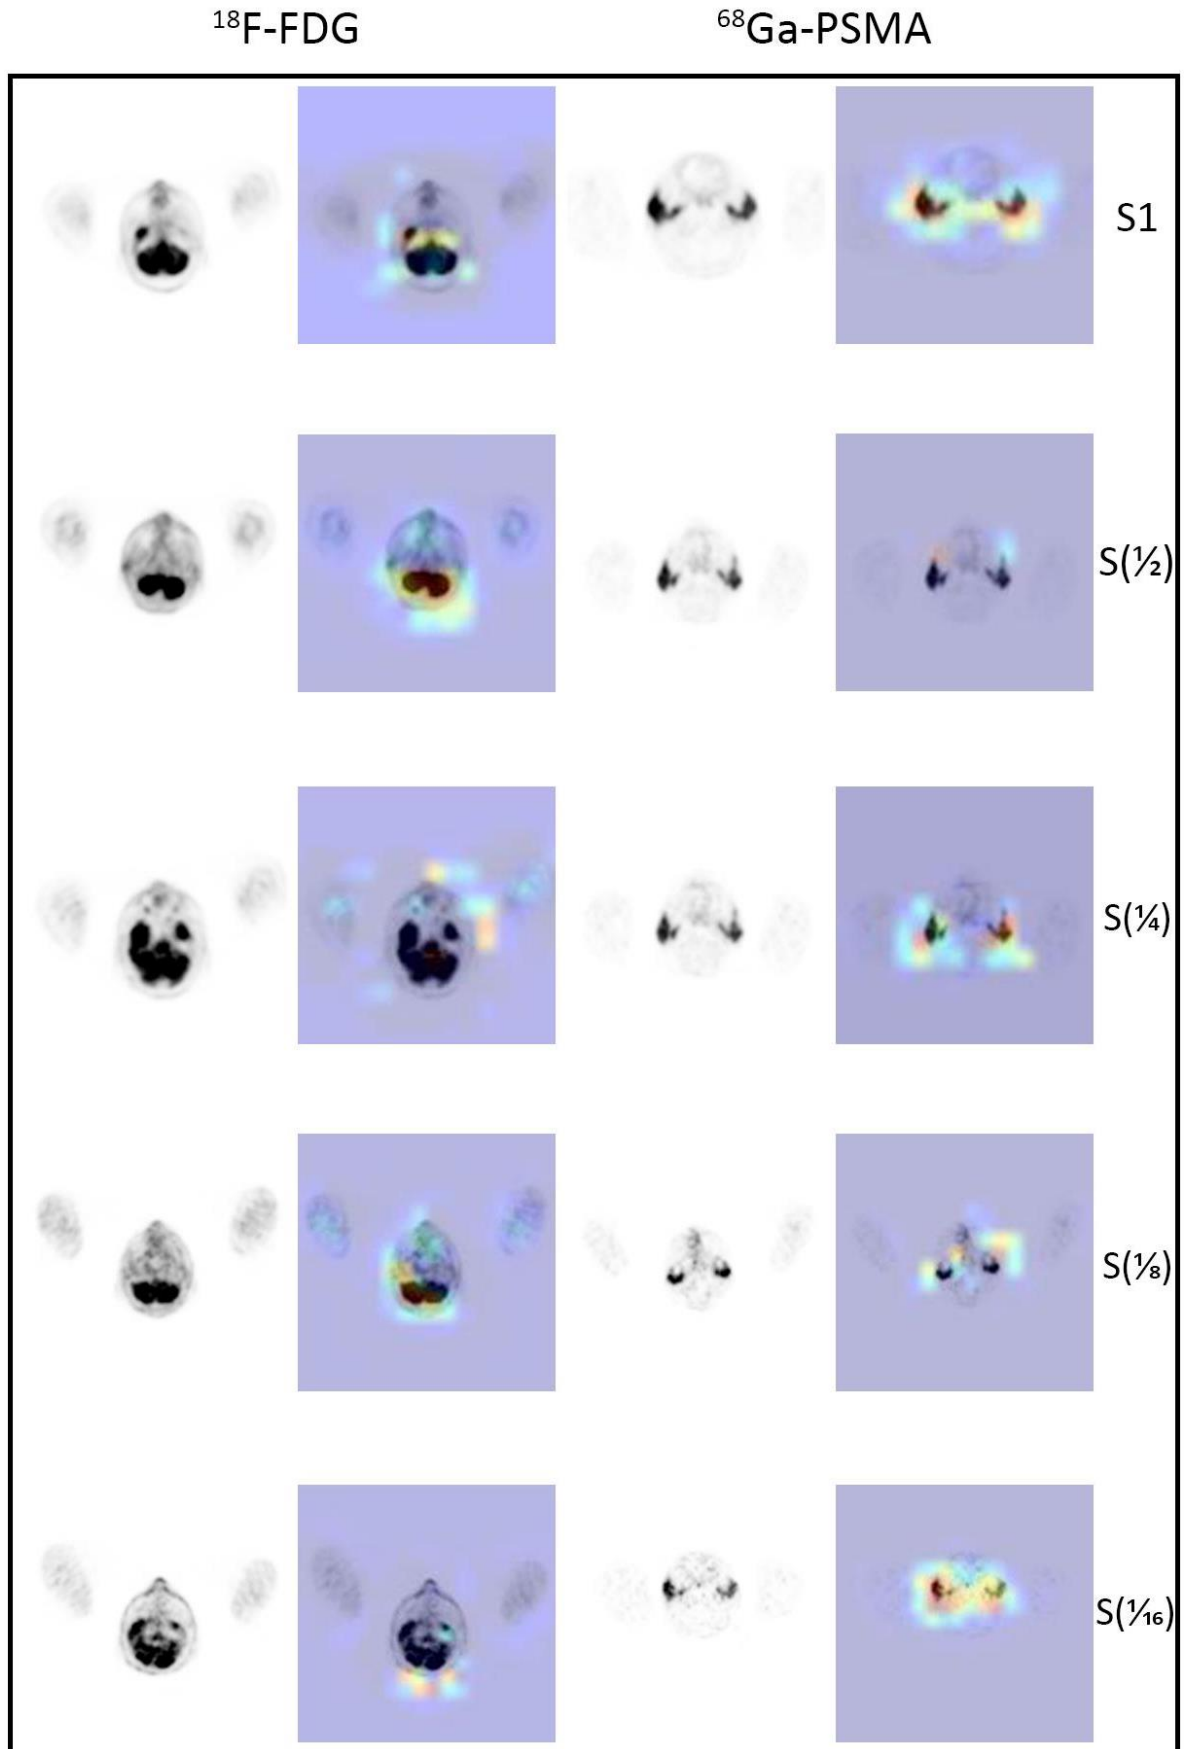 ¹⁸F-FDG ⁶⁸Ga-PSMA
S1
S(½)
S(¼)
S(⅛)
S(⅟₁₆)